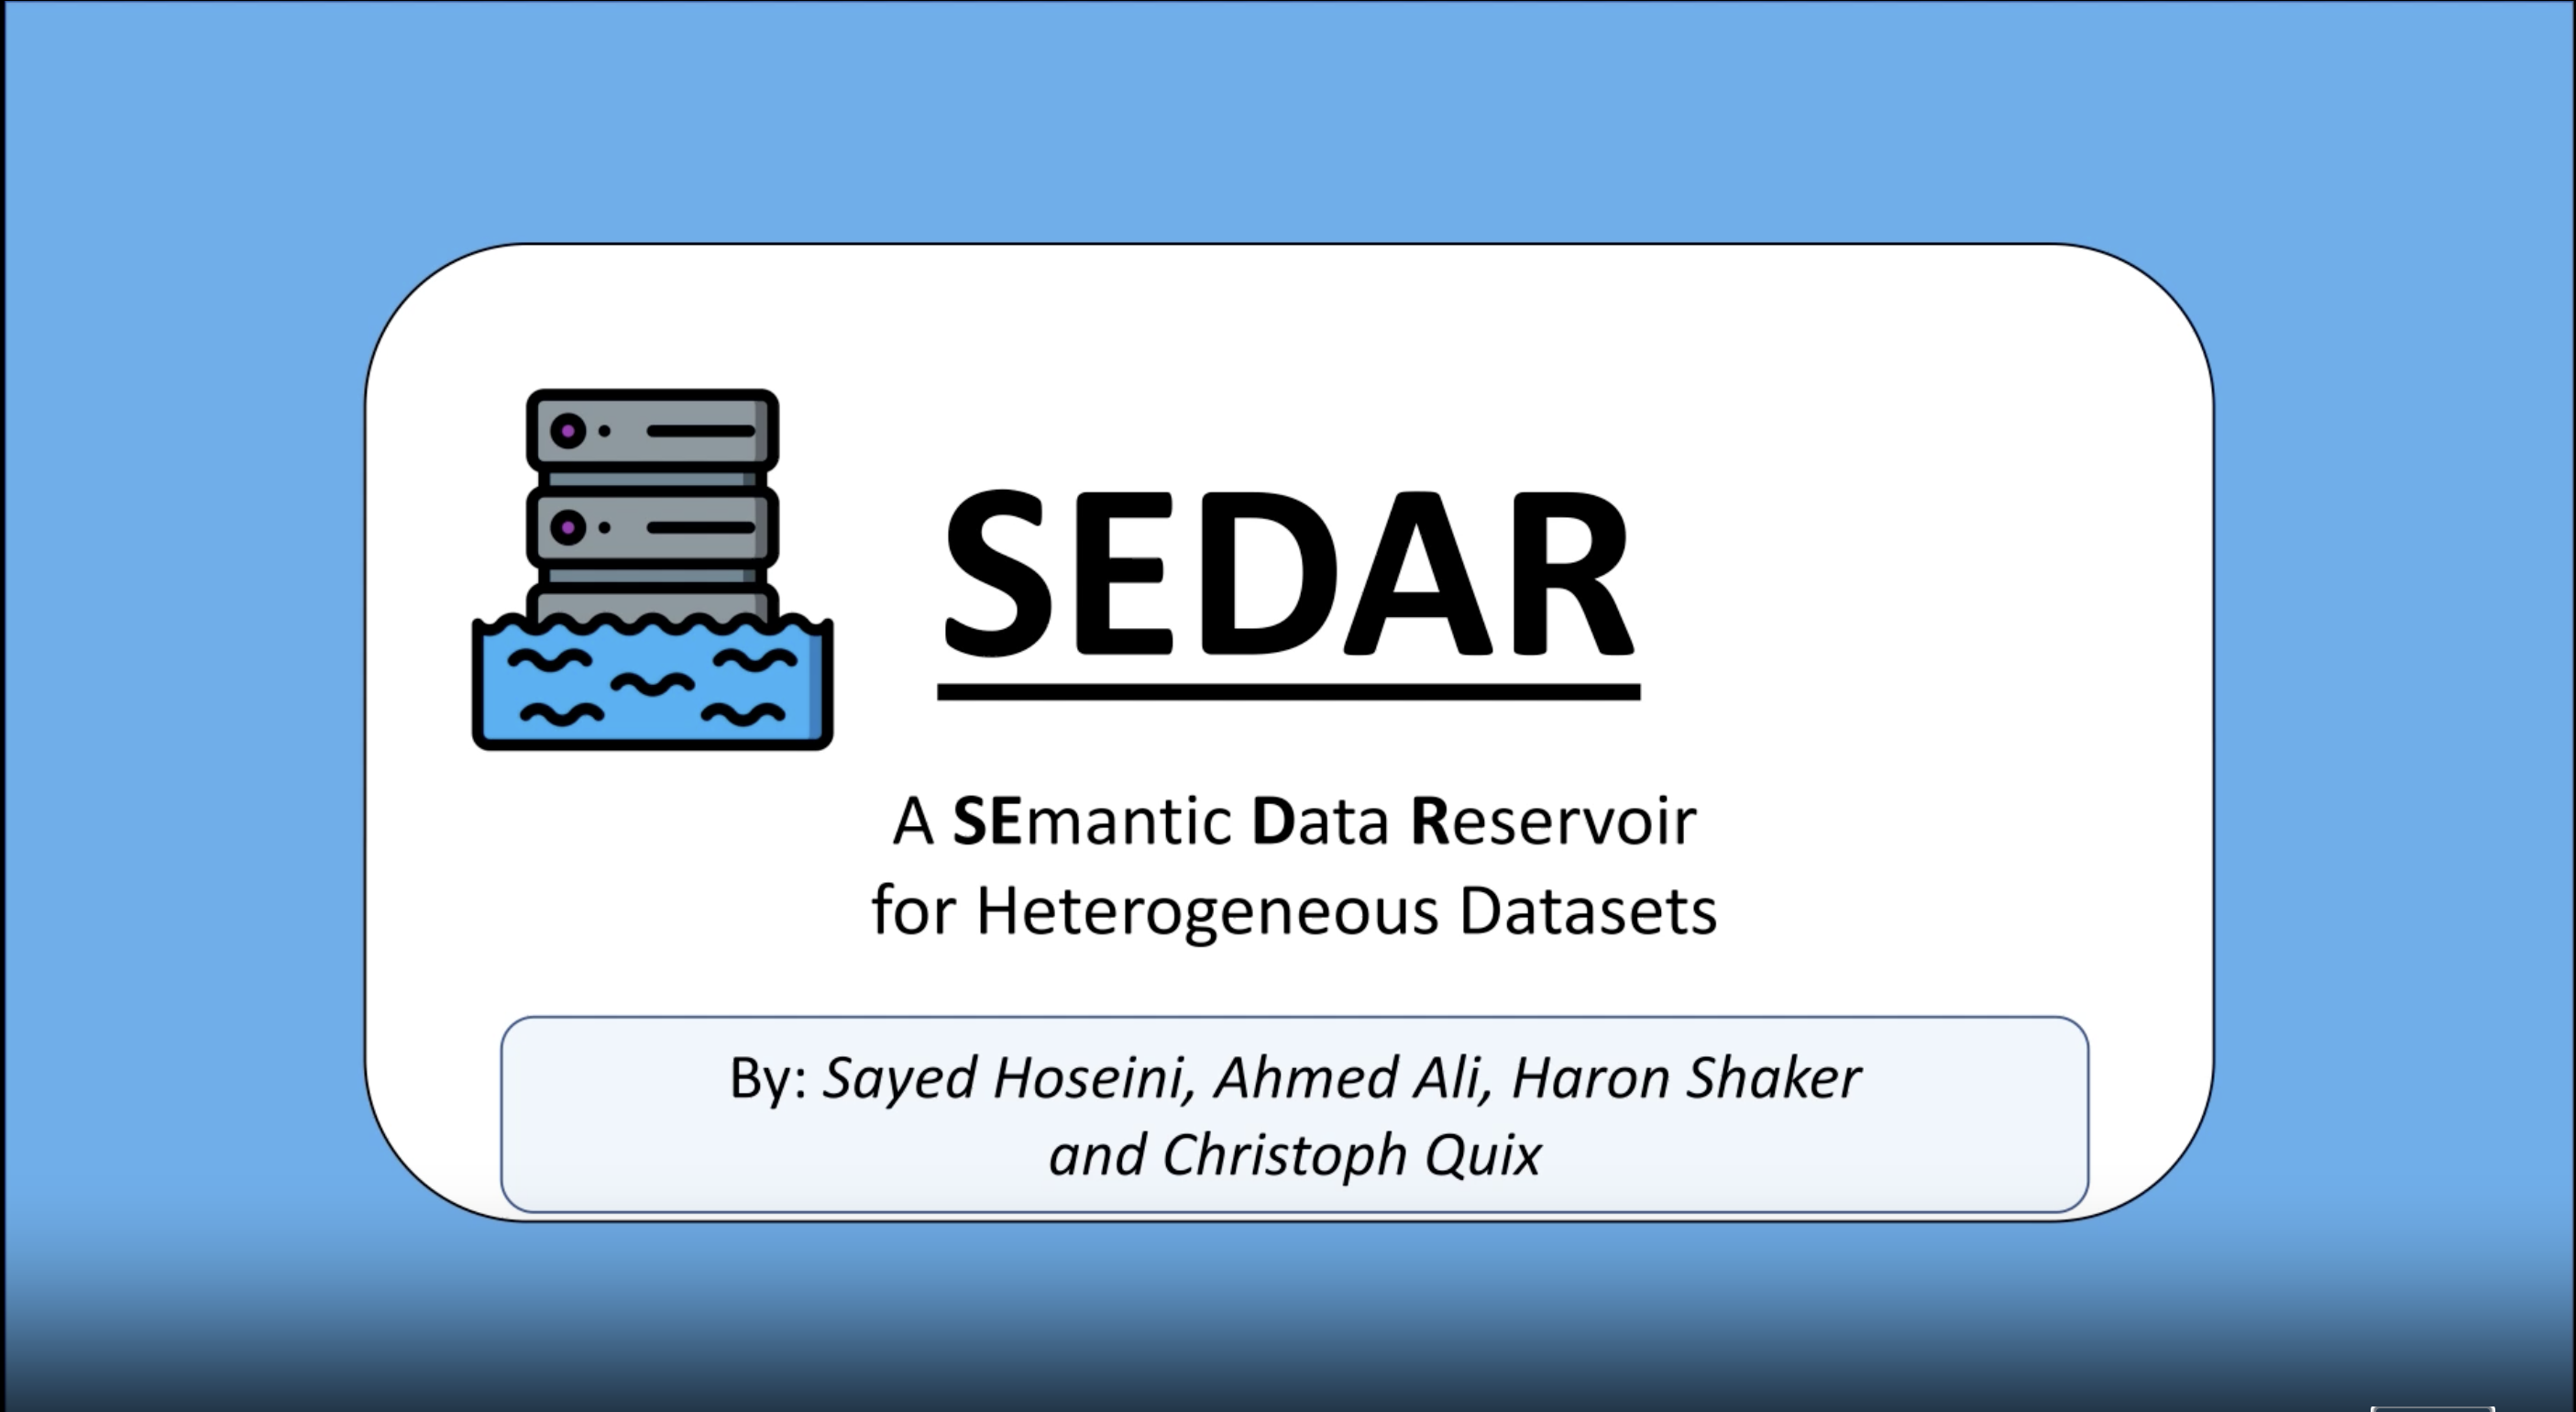 SEDAR
A SEmantic Data Reservoir
for Heterogeneous Datasets
By: Sayed Hoseini, Ahmed Ali, Haron Shaker
and Christoph Quix